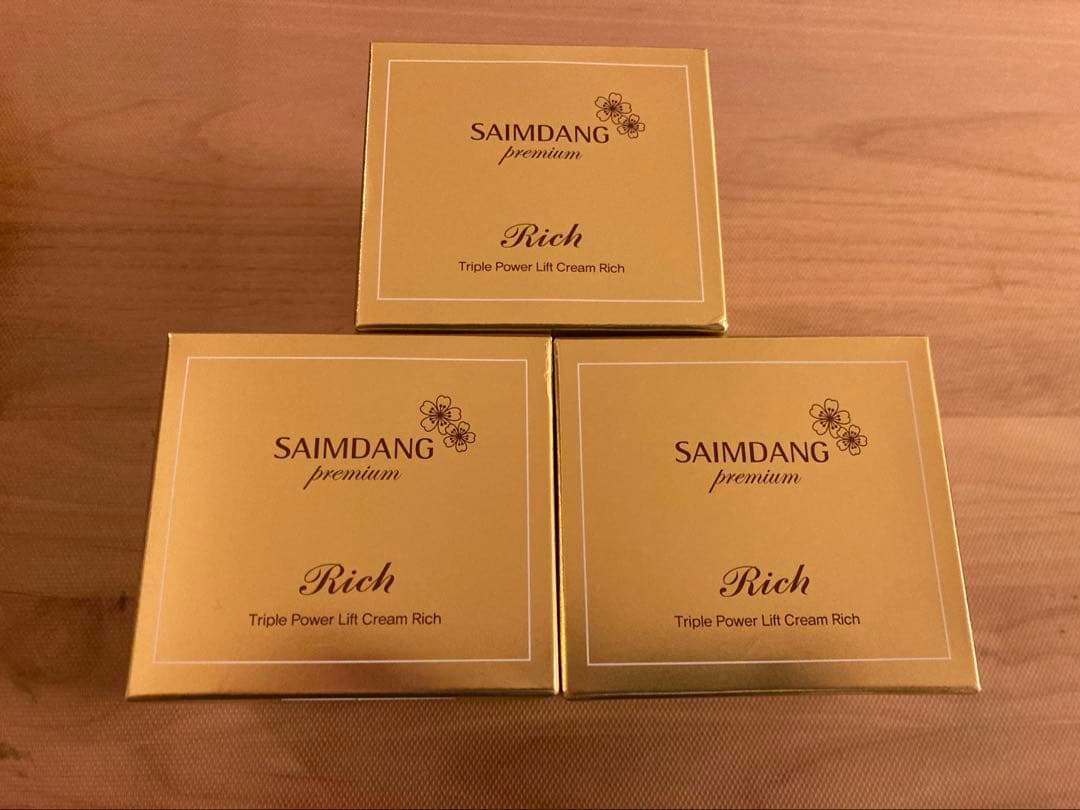 SAIMDANG
premium
Rich
Triple Power Lift Cream Rich
SAIMDANG
premium
Rich
Triple Power Lift Cream Rich
SAIMDANG
premium
Rich
Triple Power Lift Cream Rich